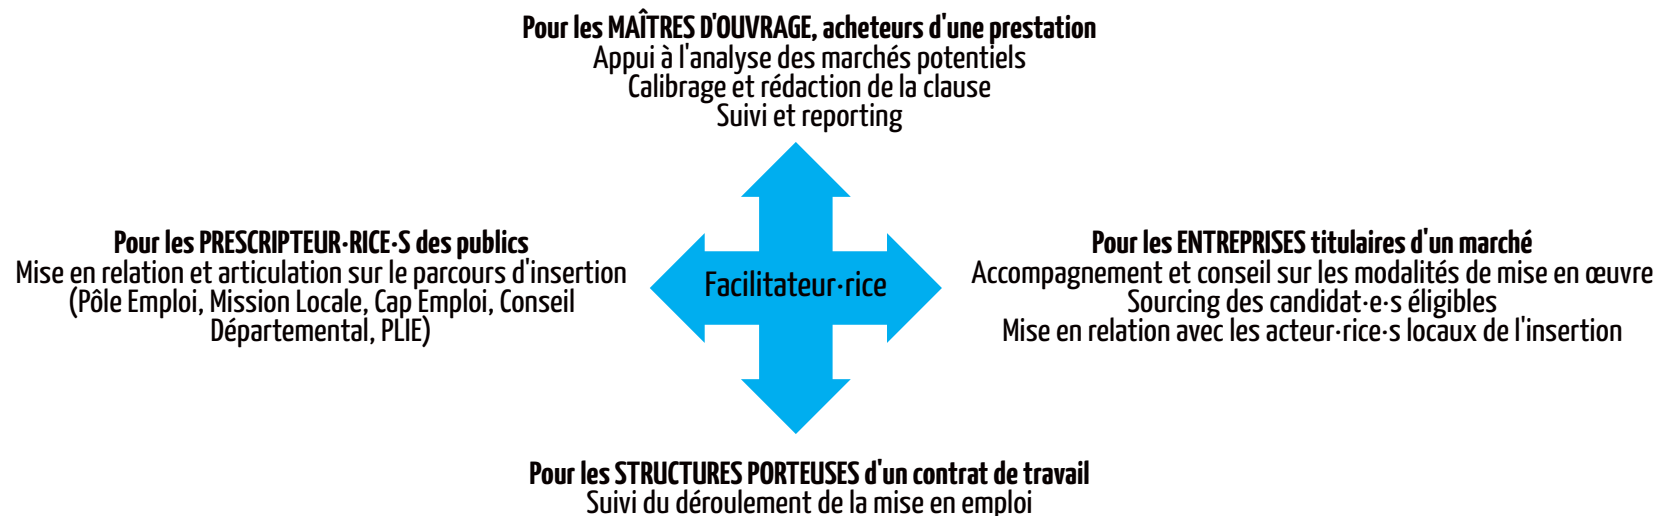 Pour les MAÎTRES D'OUVRAGE, acheteurs d'une prestation
Appui à l'analyse des marchés potentiels
Calibrage et rédaction de la clause
Suivi et reporting
Pour les PRESCRIPTEUR·RICE·S des publics
Mise en relation et articulation sur le parcours d'insertion
(Pôle Emploi, Mission Locale, Cap Emploi, Conseil
Départemental, PLIE)
Facilitateur·rice
Pour les ENTREPRISES titulaires d'un marché
Accompagnement et conseil sur les modalités de mise en œuvre
Sourcing des candidat·e·s éligibles
Mise en relation avec les acteur·rice·s locaux de l'insertion
Pour les STRUCTURES PORTEUSES d'un contrat de travail
Suivi du déroulement de la mise en emploi